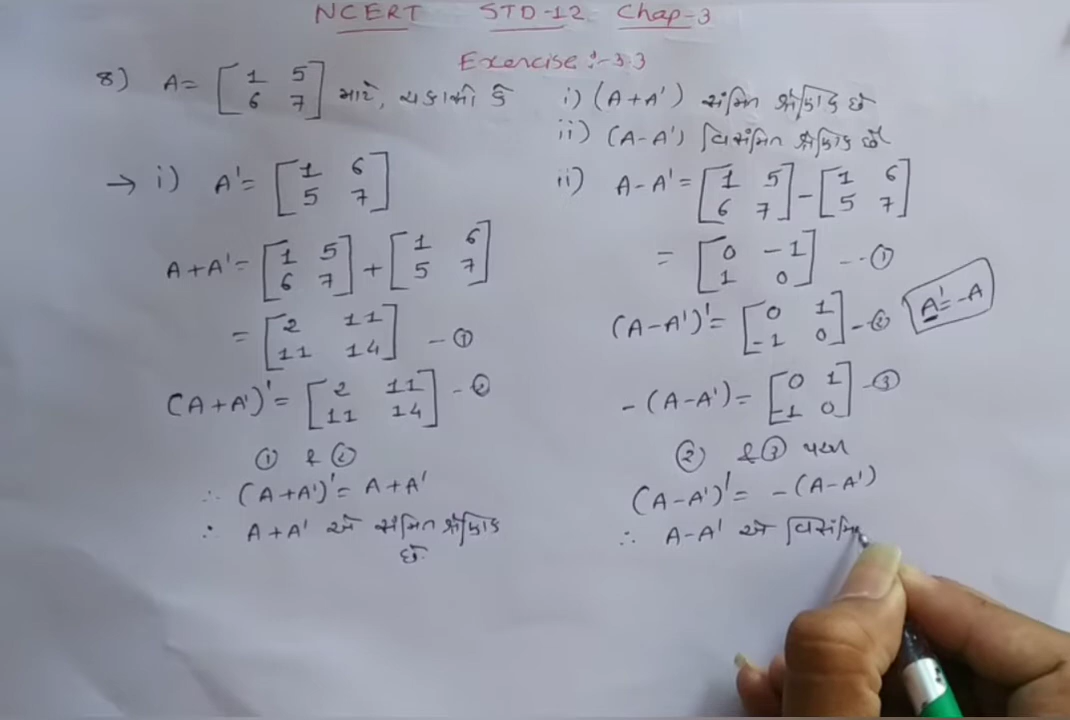 NCERT STD-12 Chap-3
Exercise :- 3.3
8) A = [ 1 5
6 7 ] માટે, ચકાસો કે
i) (A+A') સંમિત શ્રેણિક છે
ii) (A-A') વિસંમિત શ્રેણિક છે
→ i) A' = [ 1 6
5 7 ]
A+A' = [ 1 5
6 7 ] + [ 1 6
5 7 ]
= [ 2 11
11 14 ] - ①
(A+A')' = [ 2 11
11 14 ] - ②
① & ②
∴ (A+A')' = A+A'
∴ A+A' એ સંમિત શ્રેણિક
છે.
ii) A-A' = [ 1 5
6 7 ] - [ 1 6
5 7 ]
= [ 0 -1
1 0 ] --①
(A-A')' = [ 0 1
-1 0 ] -②
A' = -A
-(A-A') = [ 0 1
-1 0 ] -③
② & ③ પરથી
(A-A')' = -(A-A')
∴ A-A' એ વિસંમિ